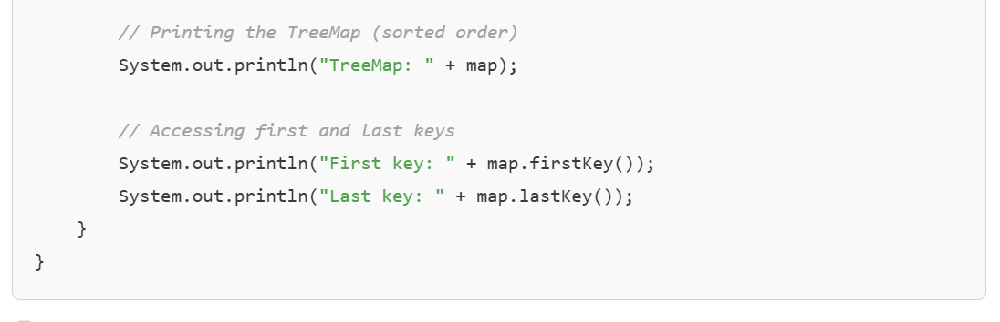 // Printing the TreeMap (sorted order)
System.out.println("TreeMap: " + map);
// Accessing first and last keys
System.out.println("First key: " + map.firstKey());
System.out.println("Last key: " + map.lastKey());
}
}